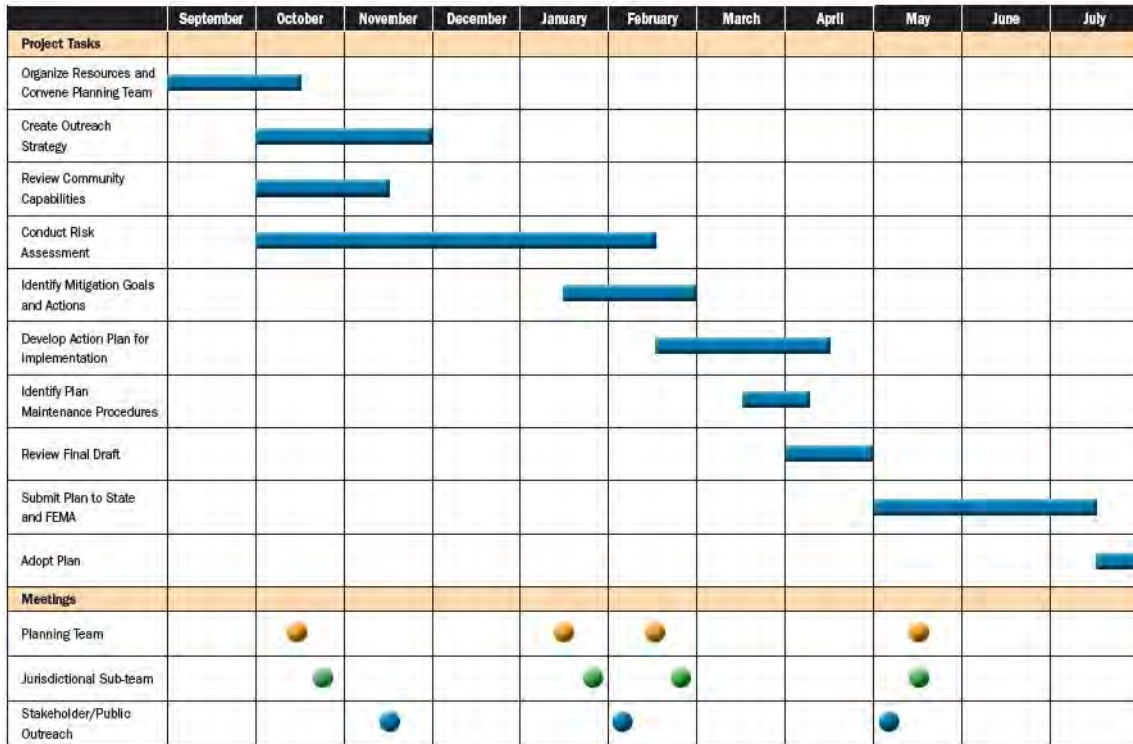 September October November December January February March April May June July
Project Tasks
Organize Resources and
Convene Planning Team
Create Outreach
Strategy
Review Community
Capabilities
Conduct Risk
Assessment
Identify Mitigation Goals
and Actions
Develop Action Plan for
Implementation
Identify Plan
Maintenance Procedures
Review Final Draft
Submit Plan to State
and FEMA
Adopt Plan
Meetings
Planning Team
Jurisdictional Sub-team
Stakeholder/Public
Outreach